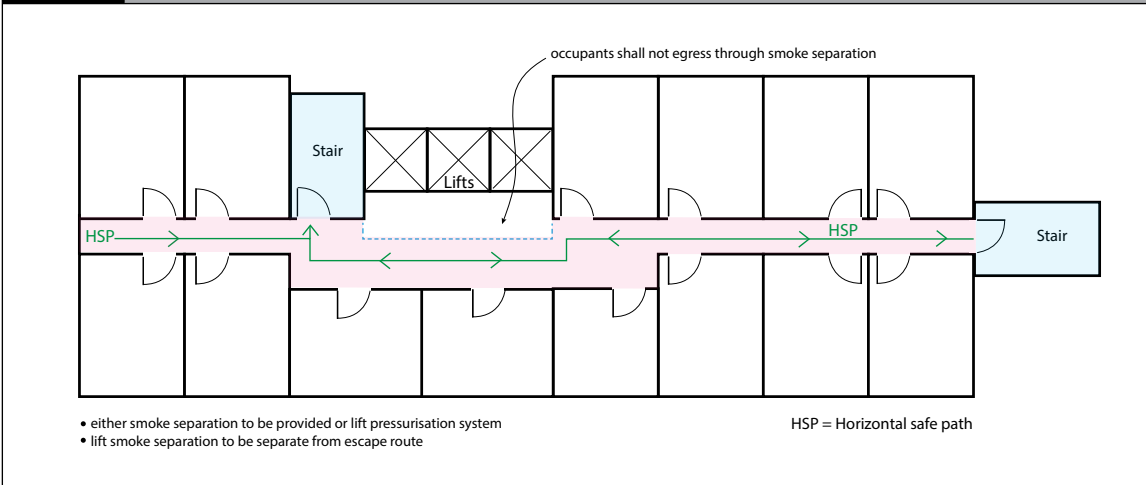 occupants shall not egress through smoke separation
Stair
Lifts
HSP
HSP
Stair
• either smoke separation to be provided or lift pressurisation system
• lift smoke separation to be separate from escape route
HSP = Horizontal safe path